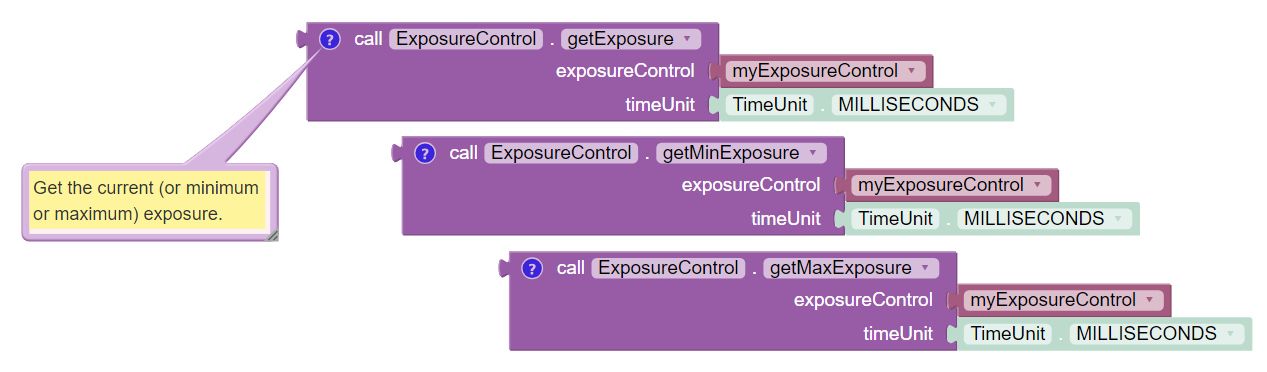 ? call ExposureControl . getExposure
exposureControl myExposureControl
timeUnit TimeUnit . MILLISECONDS
? call ExposureControl . getMinExposure
Get the current (or minimum
or maximum) exposure.
exposureControl myExposureControl
timeUnit TimeUnit . MILLISECONDS
? call ExposureControl . getMaxExposure
exposureControl myExposureControl
timeUnit TimeUnit . MILLISECONDS